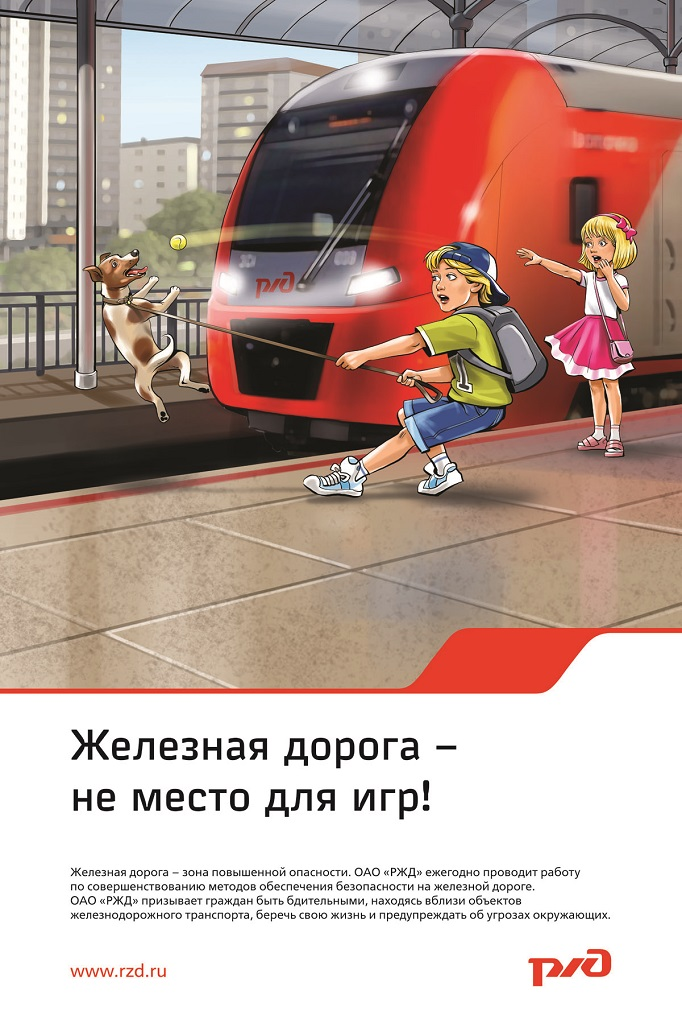 РЖД
Железная дорога –
не место для игр!
Железная дорога – зона повышенной опасности. ОАО «РЖД» ежегодно проводит работу
по совершенствованию методов обеспечения безопасности на железной дороге.
ОАО «РЖД» призывает граждан быть бдительными, находясь вблизи объектов
железнодорожного транспорта, беречь свою жизнь и предупреждать об угрозах окружающих.
www.rzd.ru
РЖД